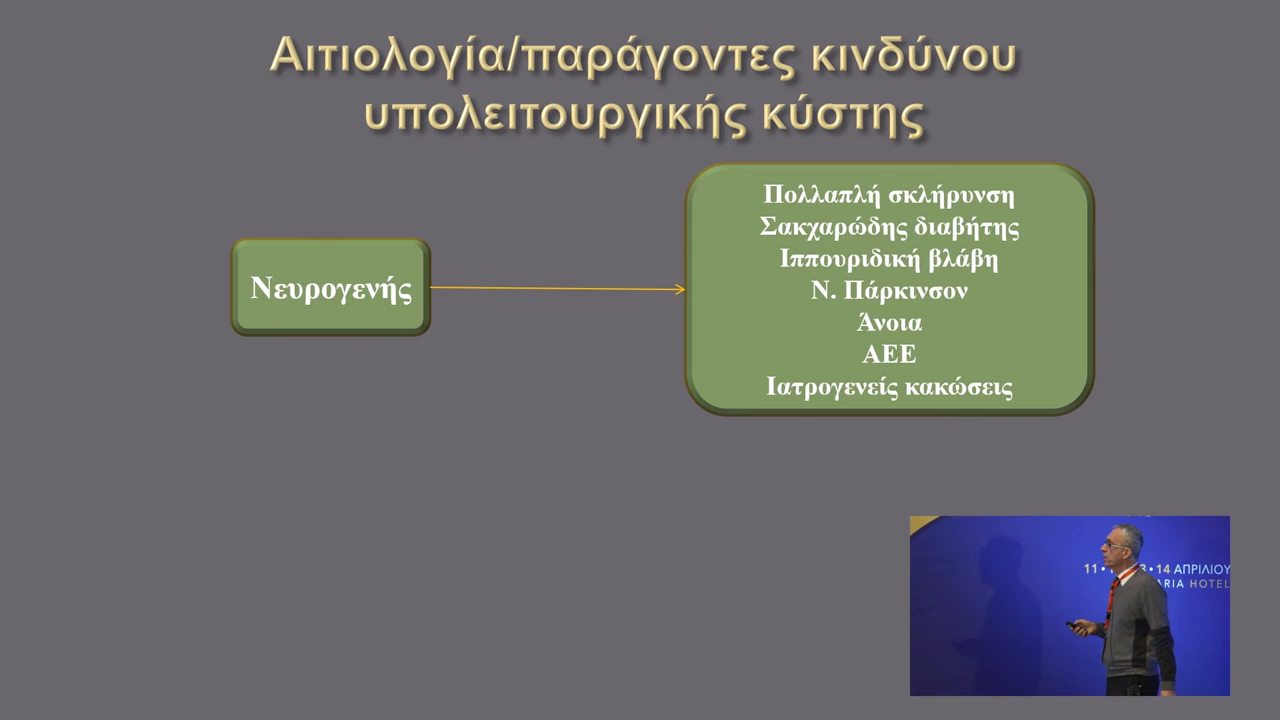 Αιτιολογία/παράγοντες κινδύνου
υπολειτουργικής κύστης
Νευρογενής
Πολλαπλή σκλήρυνση
Σακχαρώδης διαβήτης
Ιππουριδική βλάβη
Ν. Πάρκινσον
Άνοια
ΑΕΕ
Ιατρογενείς κακώσεις
11 • 14 ΑΠΡΙΛΙΟΥ
HOTEL